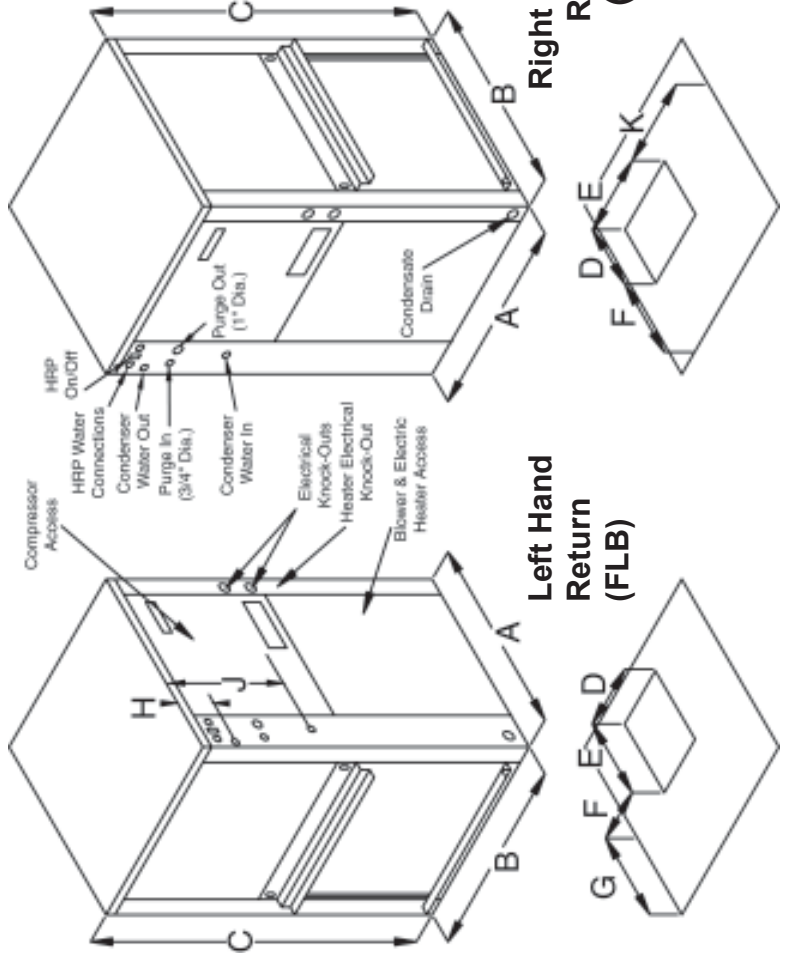 C
B
A
HRP
On/Off
HRP Water
Connections
Condenser
Water Out
Purge In
(3/4" Dia.)
Purge Out
(1" Dia.)
Condenser
Water In
Condensate
Drain
Right
R
(
D
E
K
F
Compressor
Access
Electrical
Knock-Outs
Heater Electrical
Knock-Out
Blower & Electric
Heater Access
H
J
C
B
A
Left Hand
Return
(FLB)
G
F
E
D